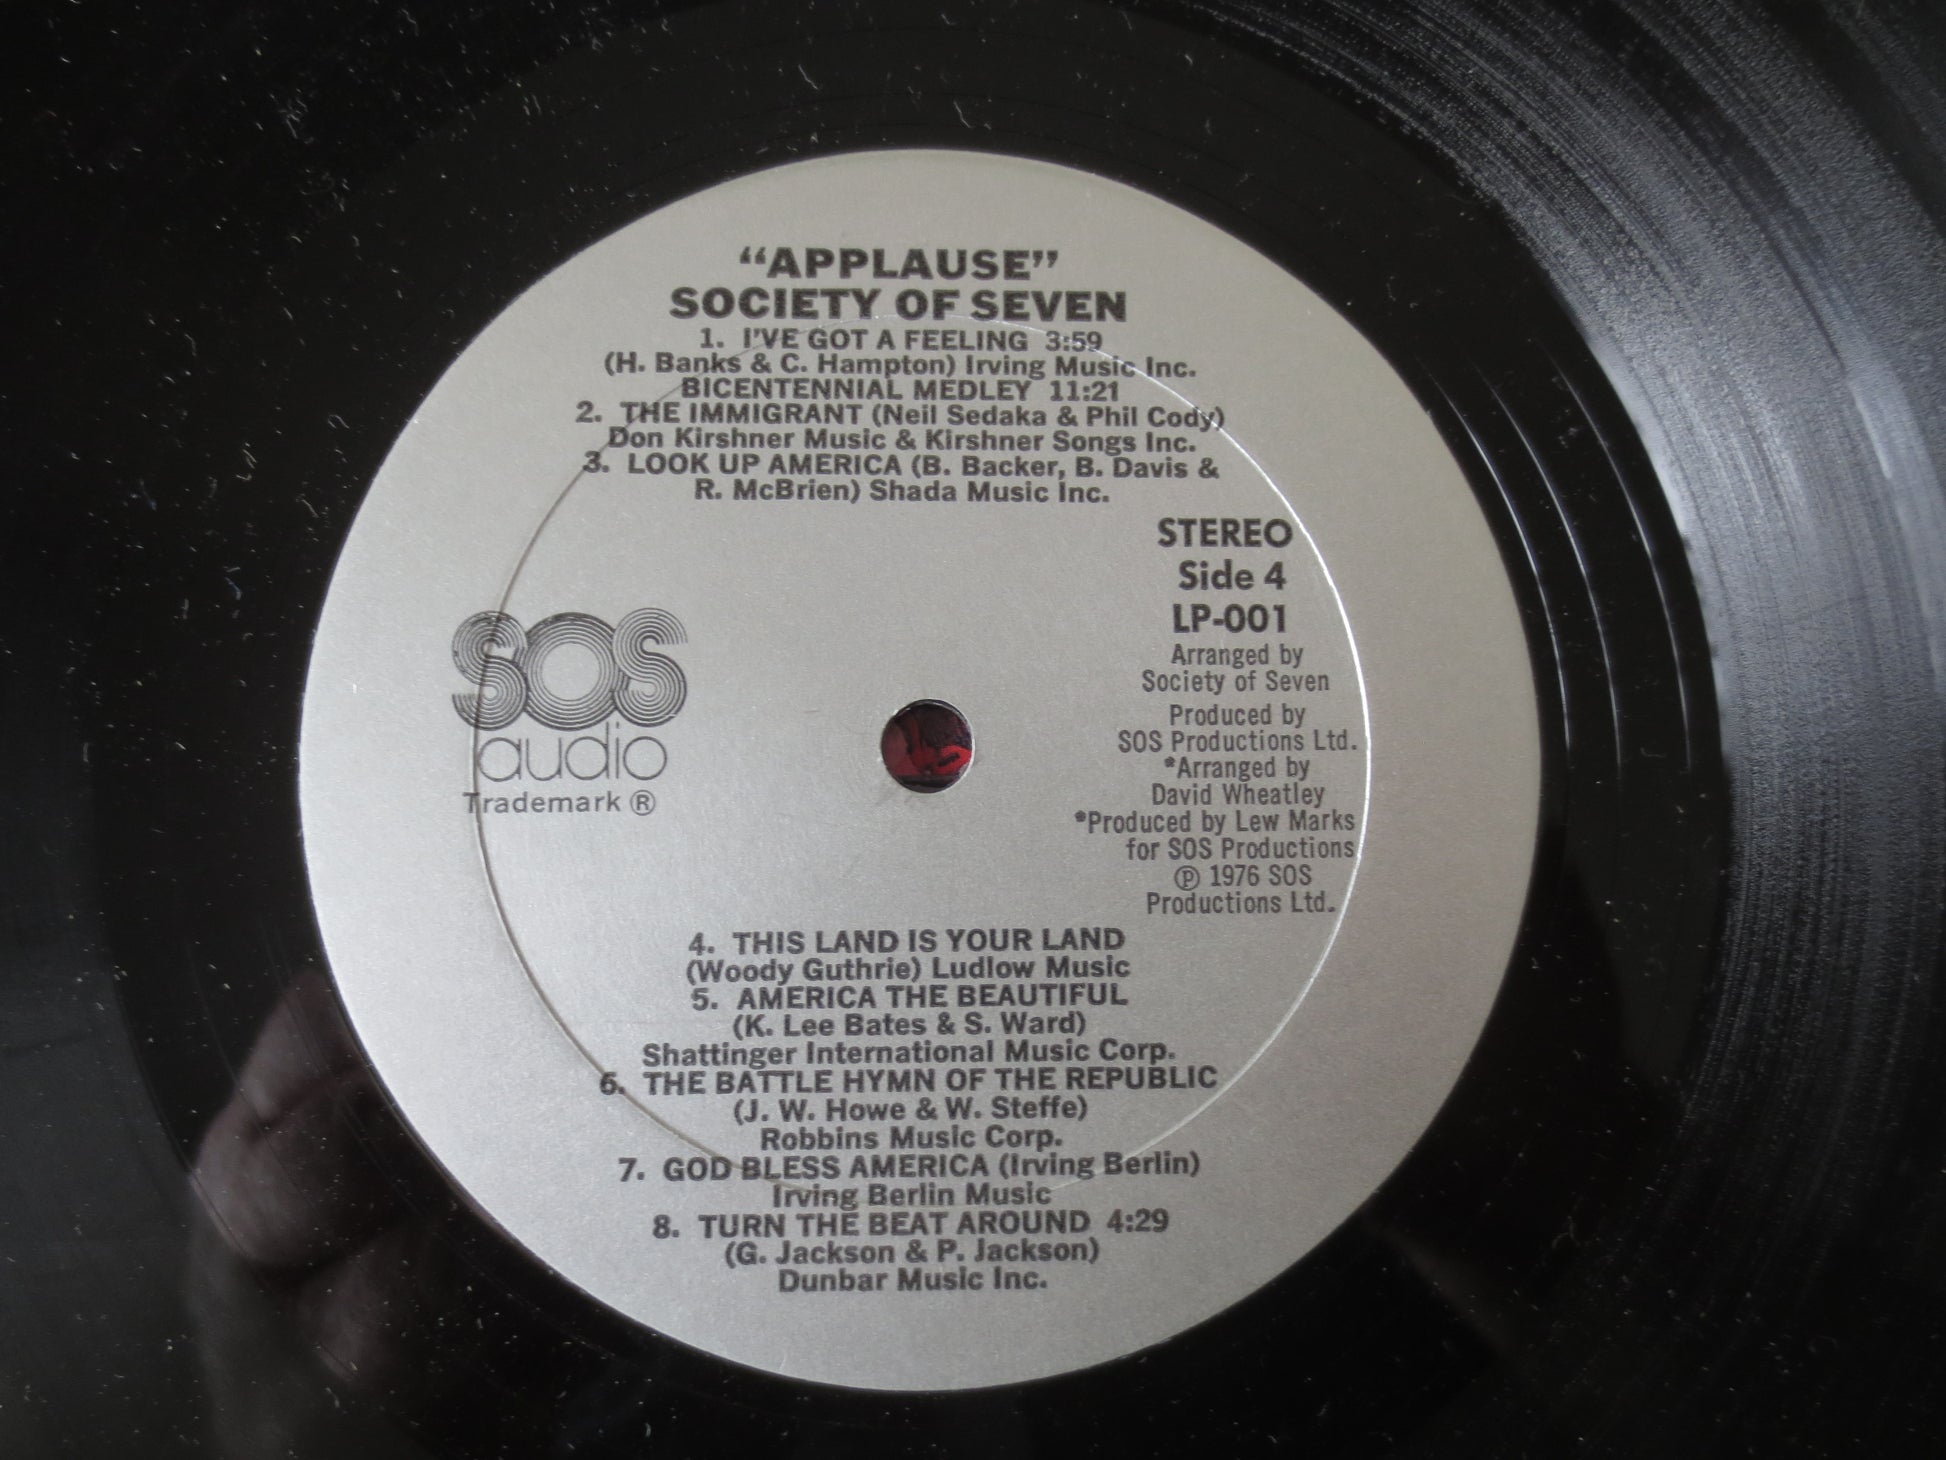 “APPLAUSE”
SOCIETY OF SEVEN
1. I'VE GOT A FEELING 3:59
(H. Banks & C. Hampton) Irving Music Inc.
BICENTENNIAL MEDLEY 11:21
2. THE IMMIGRANT (Neil Sedaka & Phil Cody)
Don Kirshner Music & Kirshner Songs Inc.
3. LOOK UP AMERICA (B. Backer, B. Davis &
R. McBrien) Shada Music Inc.
STEREO
Side 4
LP-001
Arranged by
Society of Seven
Produced by
SOS Productions Ltd.
*Arranged by
David Wheatley
*Produced by Lew Marks
for SOS Productions
℗ 1976 SOS
Productions Ltd.
SOS
audio
Trademark ®
4. THIS LAND IS YOUR LAND
(Woody Guthrie) Ludlow Music
5. AMERICA THE BEAUTIFUL
(K. Lee Bates & S. Ward)
Shattinger International Music Corp.
6. THE BATTLE HYMN OF THE REPUBLIC
(J. W. Howe & W. Steffe)
Robbins Music Corp.
7. GOD BLESS AMERICA (Irving Berlin)
Irving Berlin Music
8. TURN THE BEAT AROUND 4:29
(G. Jackson & P. Jackson)
Dunbar Music Inc.